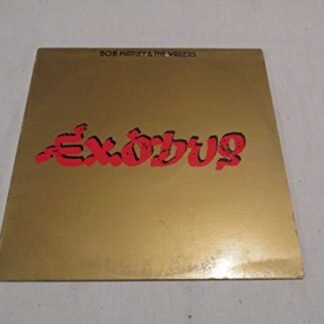 BOB MARLEY & THE WAILERS
EXODUS